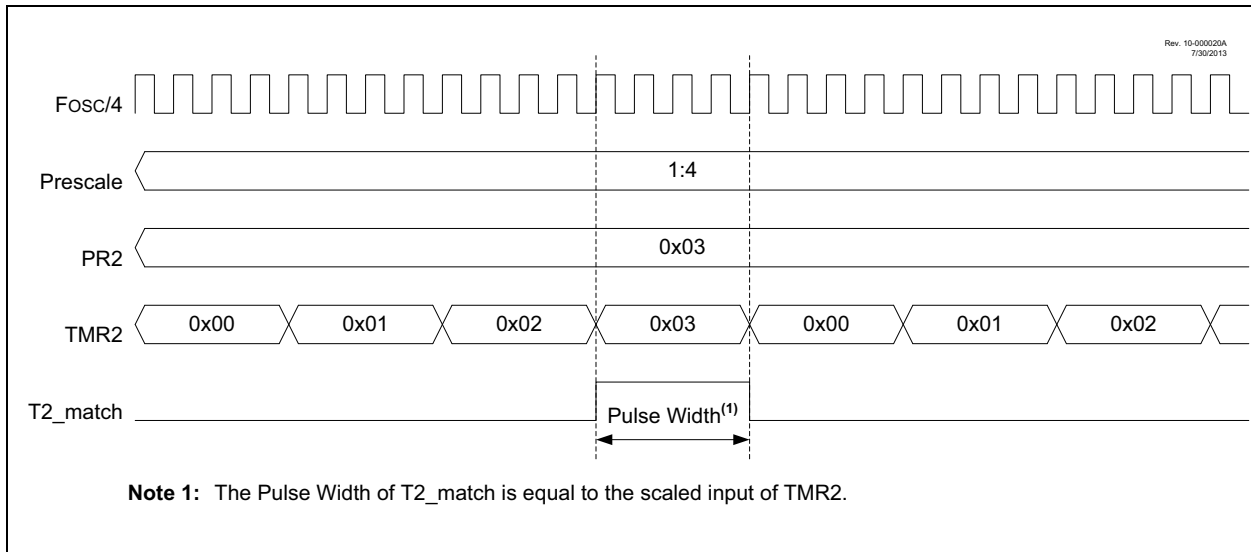 Rev. 10-000020A
7/30/2013
FOSC/4
Prescale
1:4
PR2
0x03
TMR2
0x00 0x01 0x02 0x03 0x00 0x01 0x02
T2_match
Pulse Width(1)
Note 1: The Pulse Width of T2_match is equal to the scaled input of TMR2.